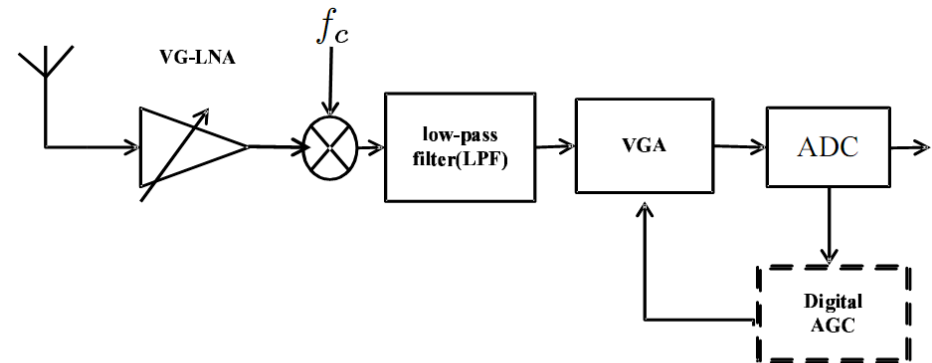 f_c
VG-LNA
low-pass
filter(LPF)
VGA
ADC
Digital
AGC